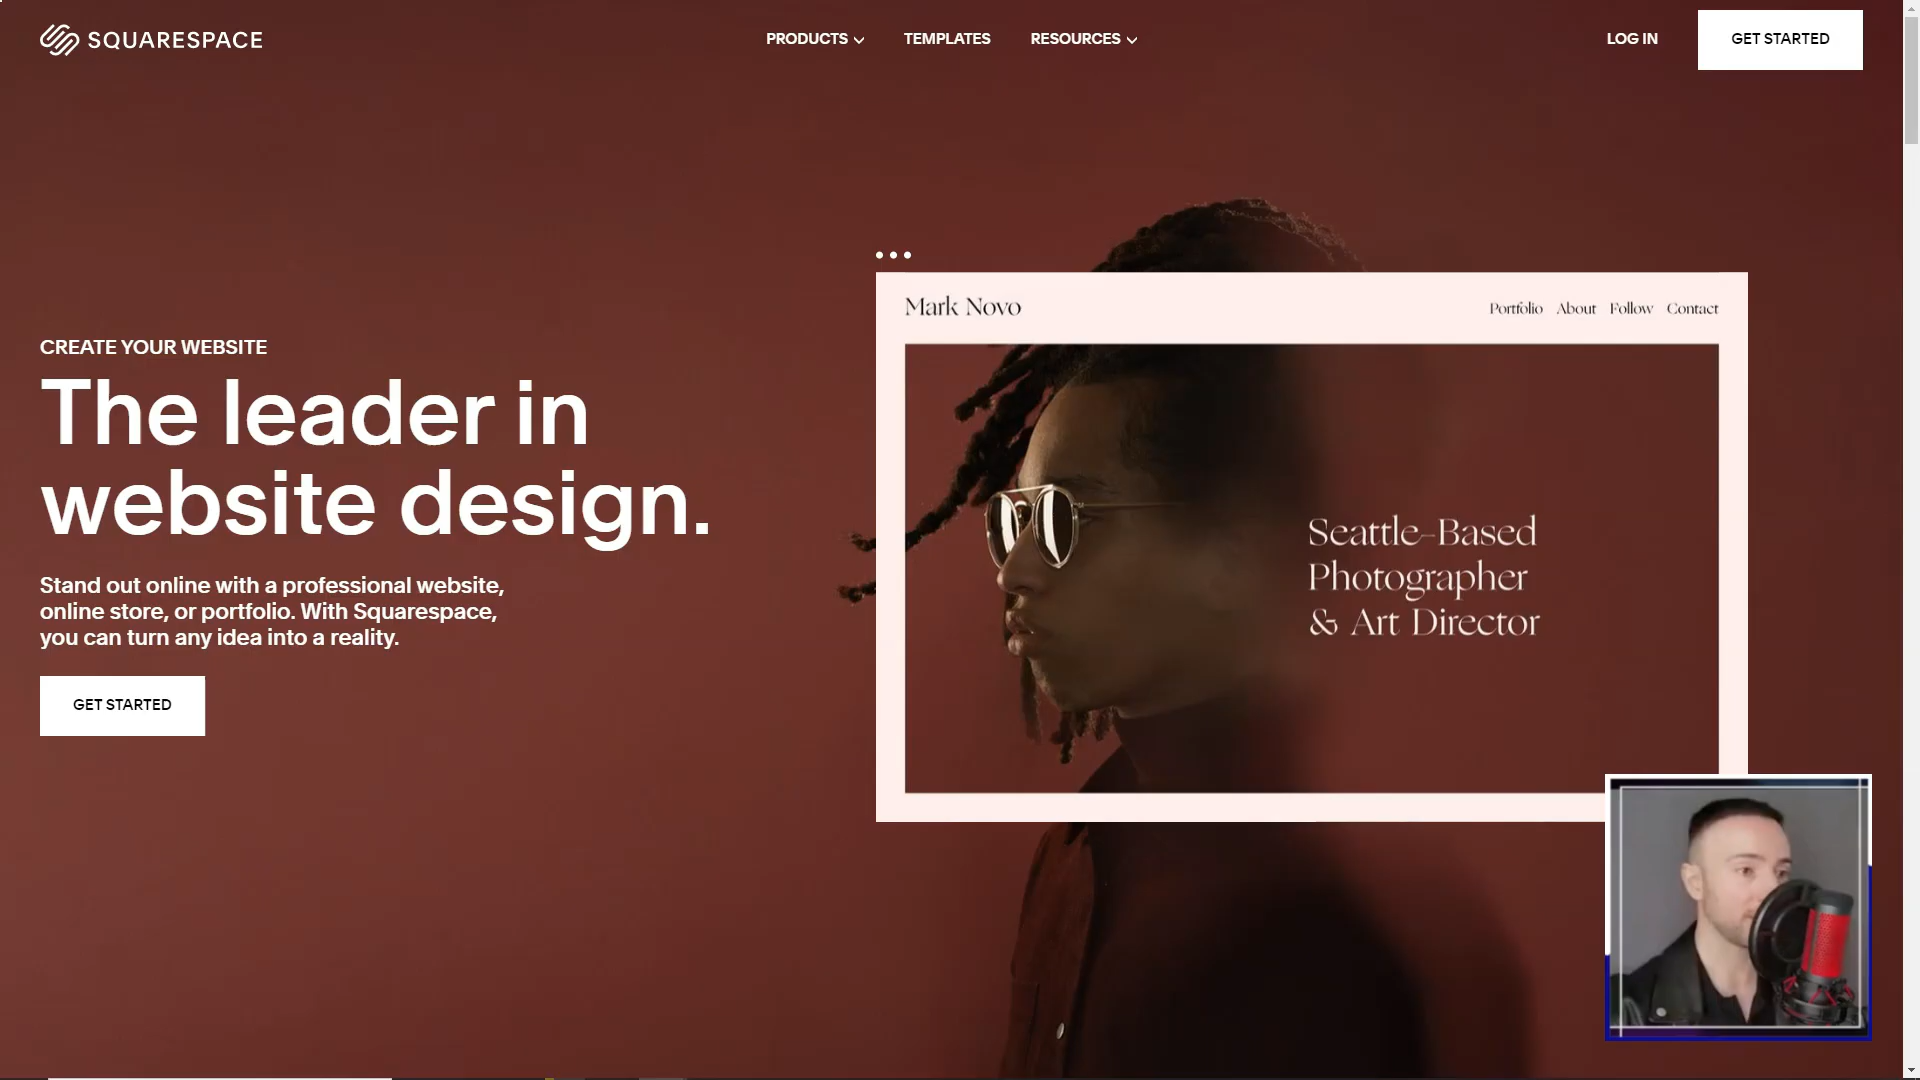 SQUARESPACE
PRODUCTS
TEMPLATES
RESOURCES
LOG IN
GET STARTED
CREATE YOUR WEBSITE
The leader in
website design.
Stand out online with a professional website,
online store, or portfolio. With Squarespace,
you can turn any idea into a reality.
GET STARTED
Mark Novo
Portfolio About Follow Contact
Seattle-Based
Photographer
& Art Director